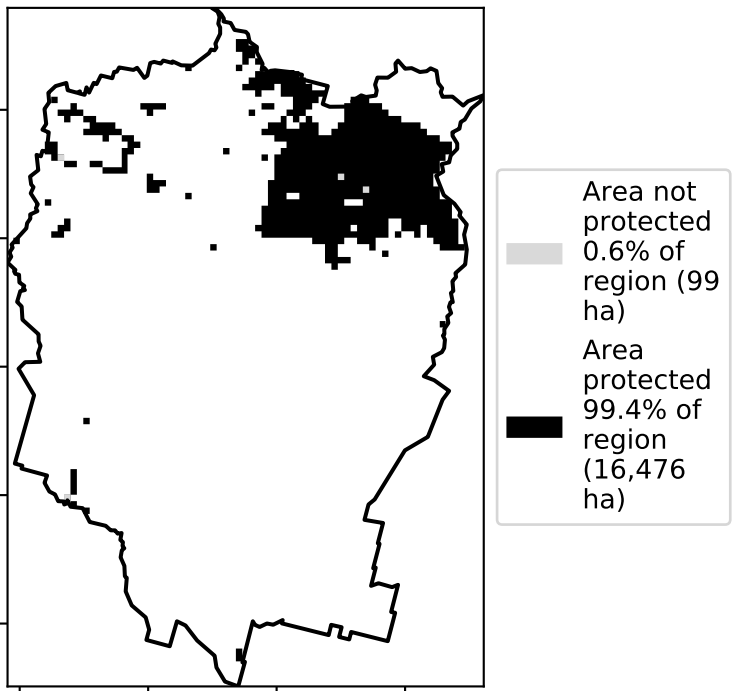 Area not
protected
0.6% of
region (99
ha)
Area
protected
99.4% of
region
(16,476
ha)